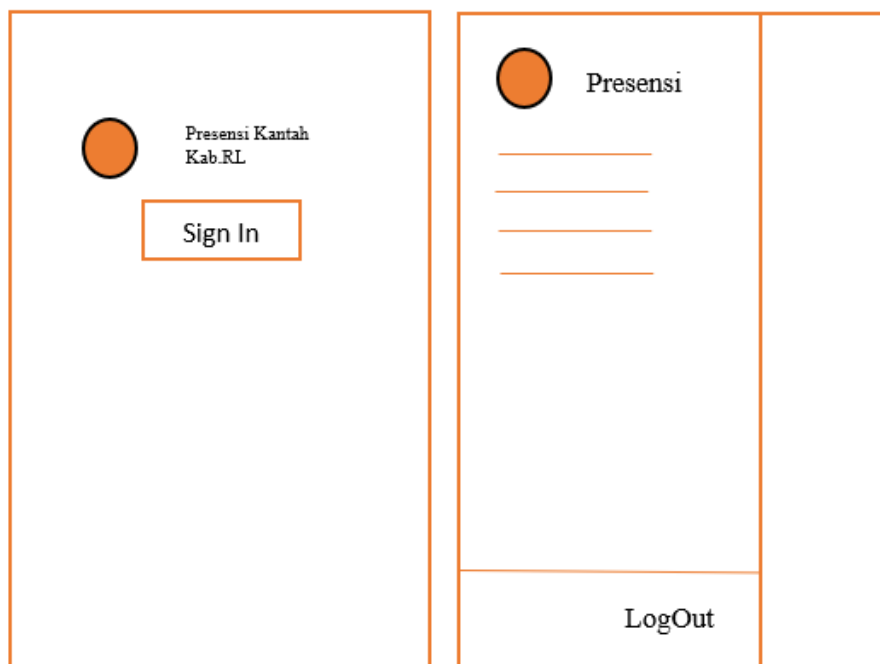 Presensi Kantah
Kab.RL
Sign In
Presensi
LogOut